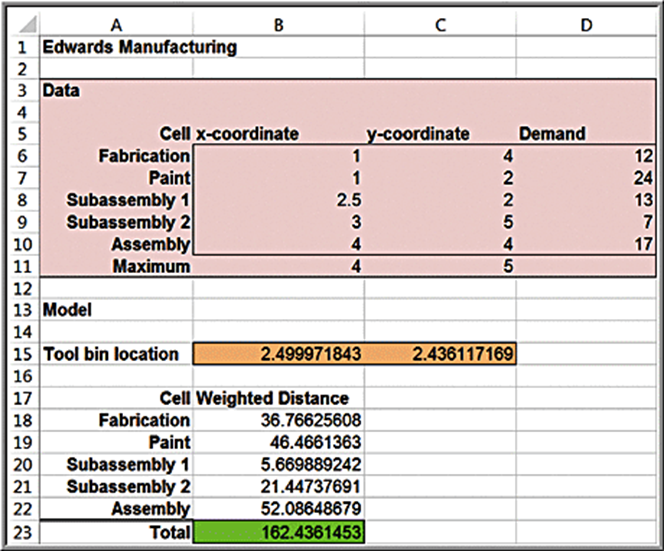 A B C D
1 Edwards Manufacturing
2
3 Data
4
5 Cell x-coordinate y-coordinate Demand
6 Fabrication 1 4 12
7 Paint 1 2 24
8 Subassembly 1 2.5 2 13
9 Subassembly 2 3 5 7
10 Assembly 4 4 17
11 Maximum 4 5
12
13 Model
14
15 Tool bin location 2.499971843 2.436117169
16
17 Cell Weighted Distance
18 Fabrication 36.76625608
19 Paint 46.4661363
20 Subassembly 1 5.669889242
21 Subassembly 2 21.44737691
22 Assembly 52.08648679
23 Total 162.4361453